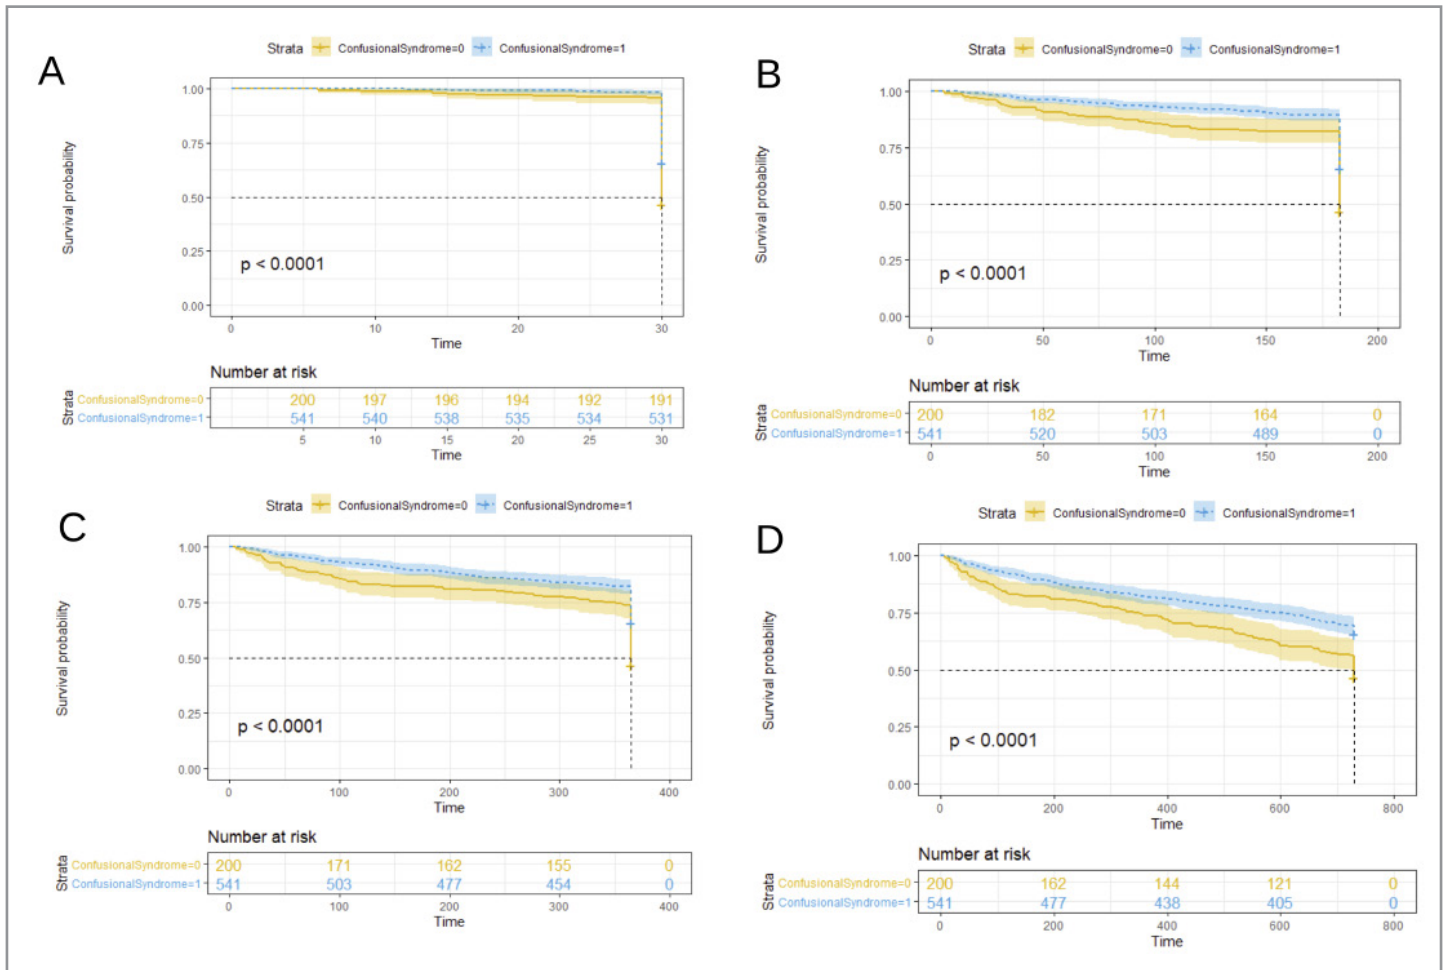 A
Strata ConfusionalSyndrome=0 ConfusionalSyndrome=1
Survival probability
1.00
0.75
0.50
0.25
0.00
p < 0.0001
0 10 20 30
Time
Number at risk
Strata
ConfusionalSyndrome=0 200 197 196 194 192 191
ConfusionalSyndrome=1 541 540 538 535 534 531
5 10 15 20 25 30
Time
B
Strata ConfusionalSyndrome=0 ConfusionalSyndrome=1
Survival probability
1.00
0.75
0.50
0.25
0.00
p < 0.0001
0 50 100 150 200
Time
Number at risk
Strata
ConfusionalSyndrome=0 200 182 171 164 0
ConfusionalSyndrome=1 541 520 503 489 0
0 50 100 150 200
Time
C
Strata ConfusionalSyndrome=0 ConfusionalSyndrome=1
Survival probability
1.00
0.75
0.50
0.25
0.00
p < 0.0001
0 100 200 300 400
Time
Number at risk
Strata
ConfusionalSyndrome=0 200 171 162 155 0
ConfusionalSyndrome=1 541 503 477 454 0
0 100 200 300 400
Time
D
Strata ConfusionalSyndrome=0 ConfusionalSyndrome=1
Survival probability
1.00
0.75
0.50
0.25
0.00
p < 0.0001
0 200 400 600 800
Time
Number at risk
Strata
ConfusionalSyndrome=0 200 162 144 121 0
ConfusionalSyndrome=1 541 477 438 405 0
0 200 400 600 800
Time